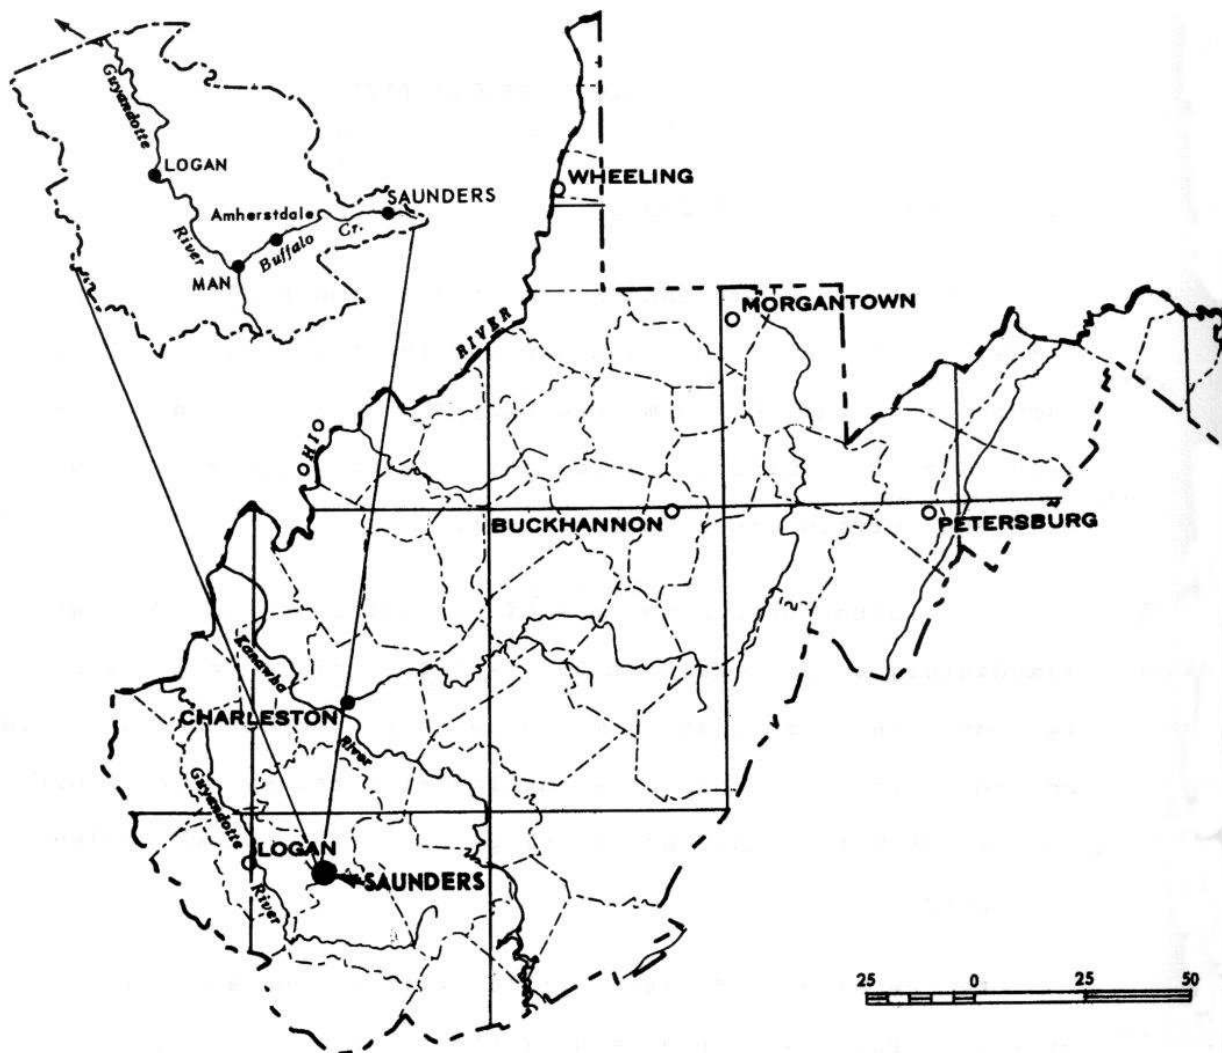 Guyandotte
River
LOGAN
SAUNDERS
Amherstdale
Buffalo Cr.
MAN
WHEELING
MORGANTOWN
OHIO RIVER
BUCKHANNON
PETERSBURG
Kanawha
River
CHARLESTON
Guyandotte
River
LOGAN
SAUNDERS
25 0 25 50